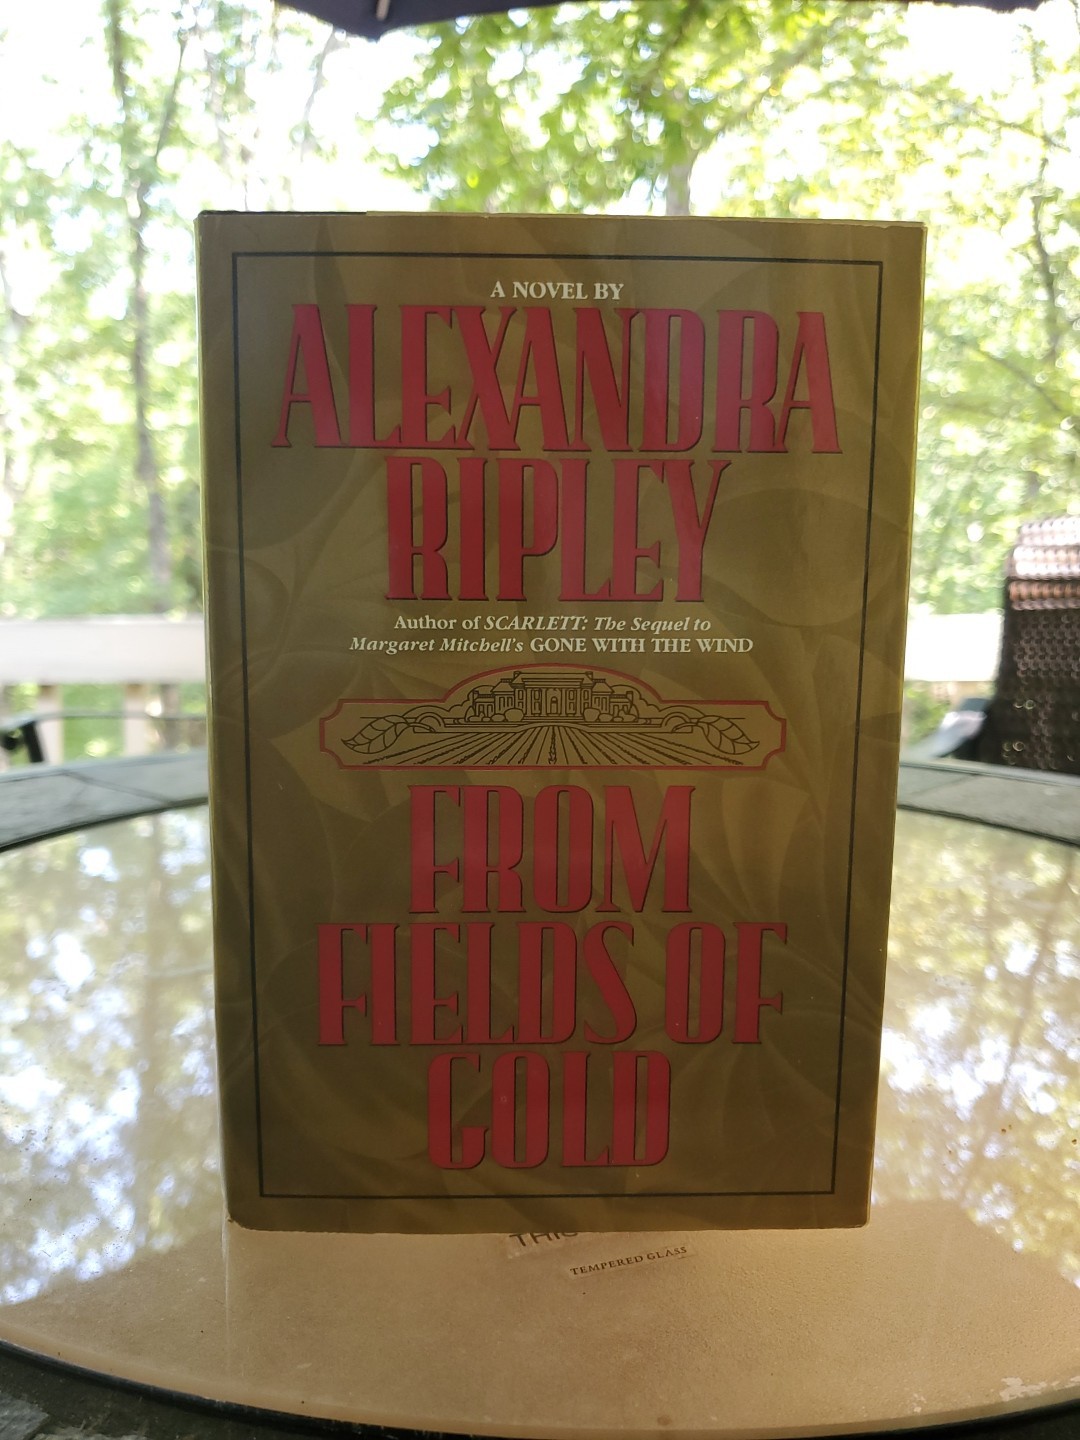 A NOVEL BY
ALEXANDRA
RIPLEY
Author of SCARLETT: The Sequel to
Margaret Mitchell's GONE WITH THE WIND
FROM
FIELDS OF
GOLD
THIS
TEMPERED GLASS